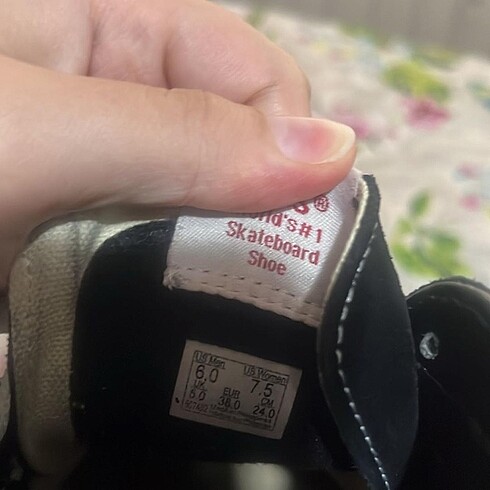 S®
orld's #1
Skateboard
Shoe
US Men US Women
6.0 7.5
UK EUR CM
5.0 38.0 24.0